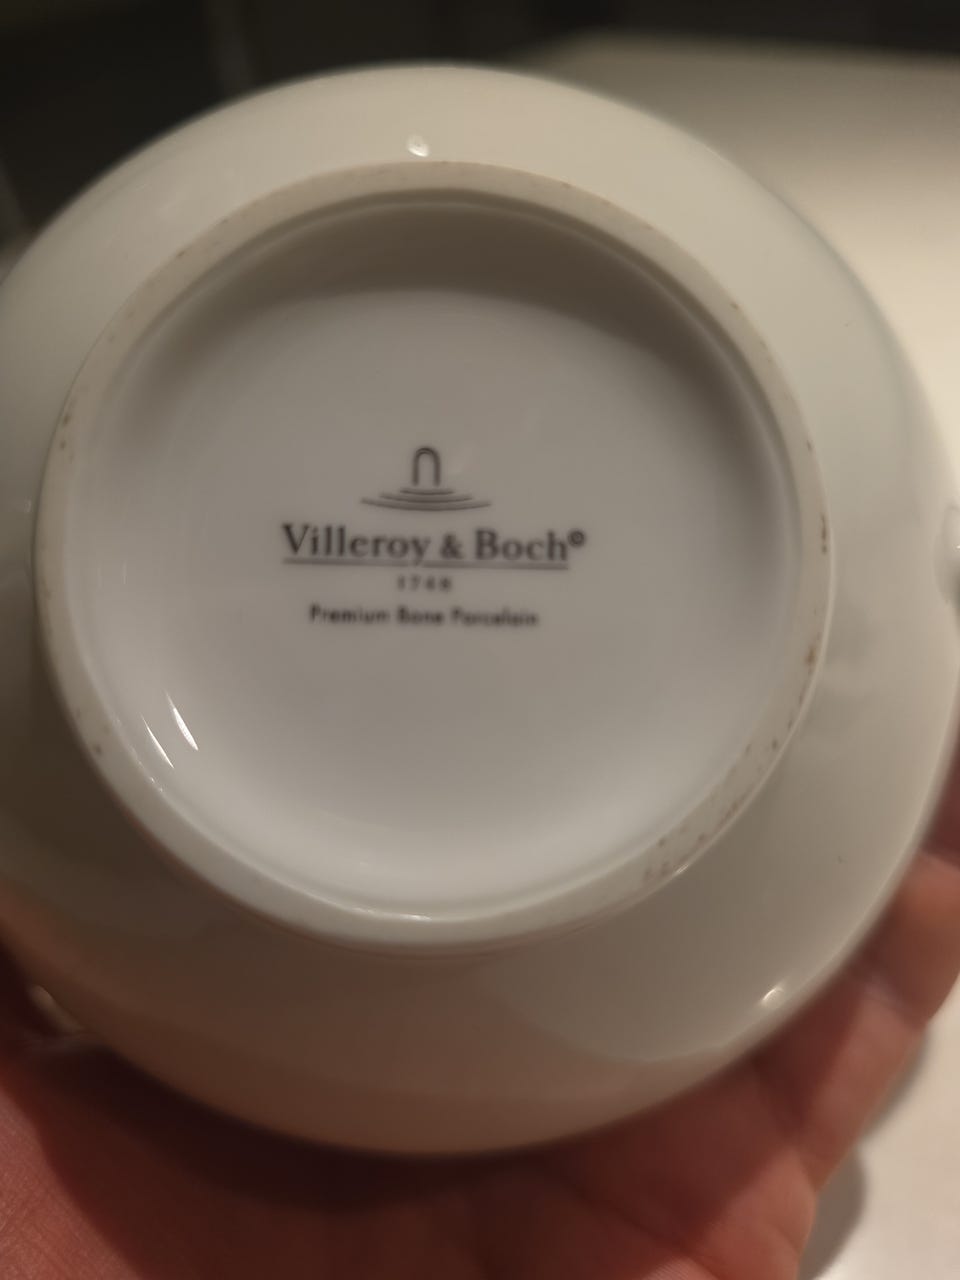 Villeroy & Boch®
1748
Premium Bone Porcelain